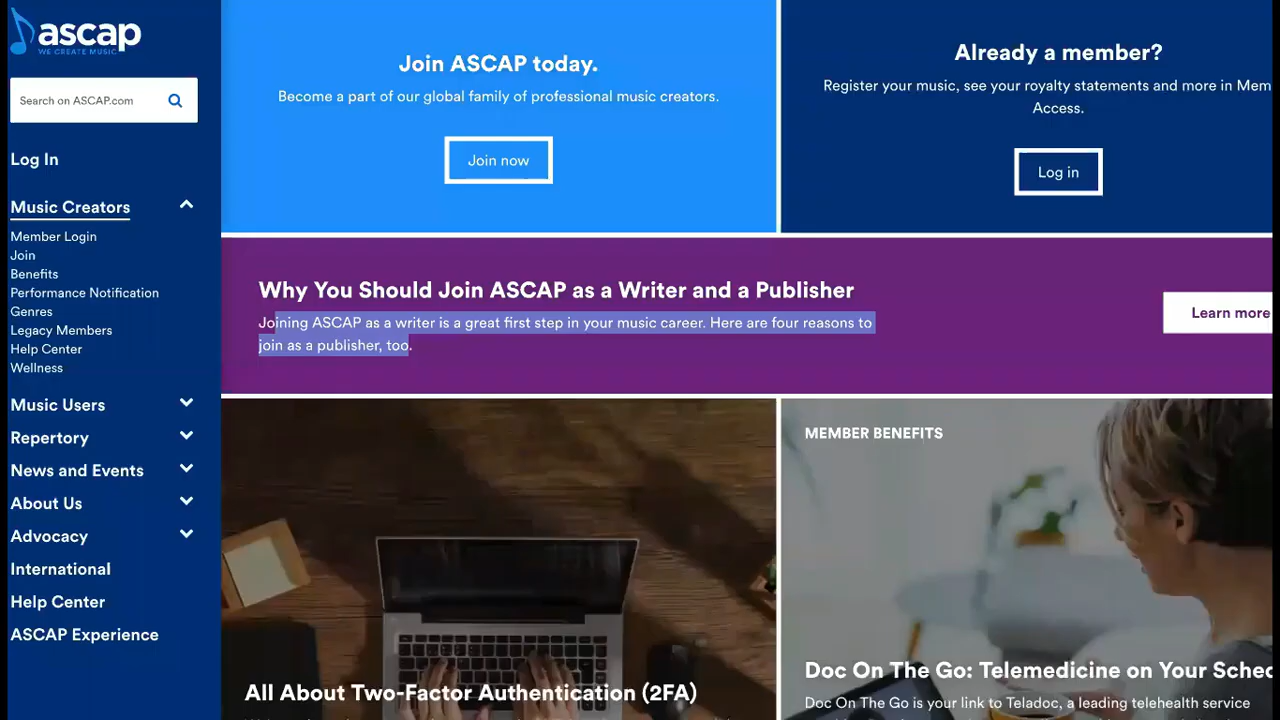 ascap
WE CREATE MUSIC
Search on ASCAP.com
Log In
Music Creators
Member Login
Join
Benefits
Performance Notification
Genres
Legacy Members
Help Center
Wellness
Music Users
Repertory
News and Events
About Us
Advocacy
International
Help Center
ASCAP Experience
Join ASCAP today.
Become a part of our global family of professional music creators.
Join now
Already a member?
Register your music, see your royalty statements and more in Mem
Access.
Log in
Why You Should Join ASCAP as a Writer and a Publisher
Joining ASCAP as a writer is a great first step in your music career. Here are four reasons to
join as a publisher, too.
Learn more
All About Two-Factor Authentication (2FA)
MEMBER BENEFITS
Doc On The Go: Telemedicine on Your Sched
Doc On The Go is your link to Teladoc, a leading telehealth service